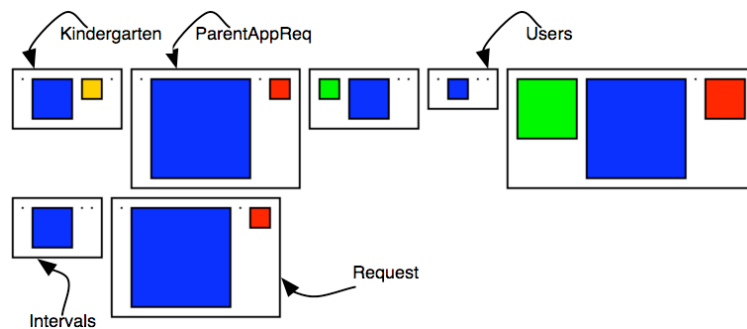 Kindergarten
ParentAppReq
Users
Request
Intervals